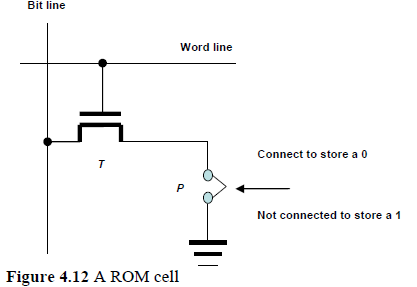 Bit line
Word line
T
Connect to store a 0
P
Not connected to store a 1
Figure 4.12 A ROM cell